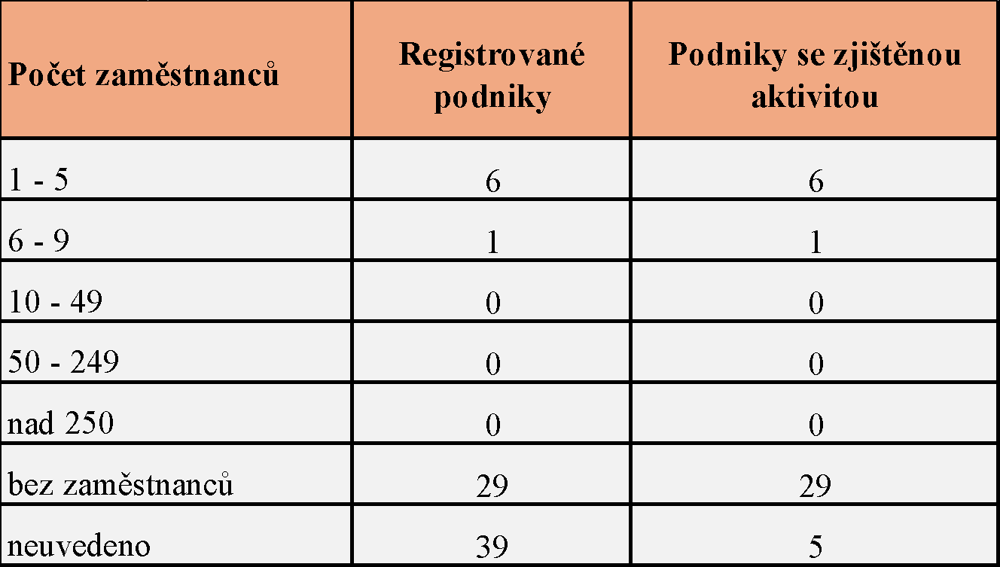 Počet zaměstnanců Registrované podniky Podniky se zjištěnou aktivitou
1 - 5 6 6
6 - 9 1 1
10 - 49 0 0
50 - 249 0 0
nad 250 0 0
bez zaměstnanců 29 29
neuvedeno 39 5